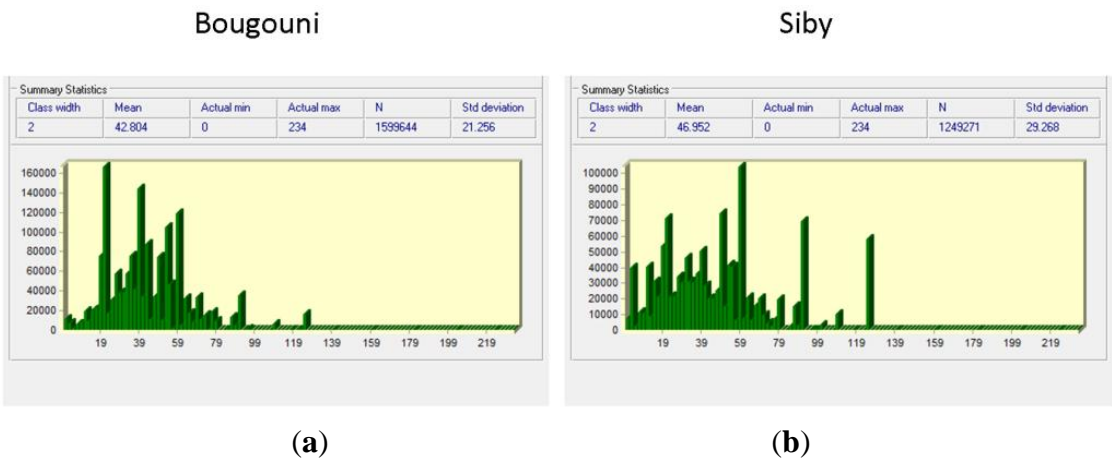 Bougouni
Summary Statistics
Class width Mean Actual min Actual max N Std deviation
2 42.804 0 234 1599644 21.256
160000
140000
120000
100000
80000
60000
40000
20000
0
19 39 59 79 99 119 139 159 179 199 219
(a)
Siby
Summary Statistics
Class width Mean Actual min Actual max N Std deviation
2 46.952 0 234 1249271 29.268
100000
90000
80000
70000
60000
50000
40000
30000
20000
10000
0
19 39 59 79 99 119 139 159 179 199 219
(b)